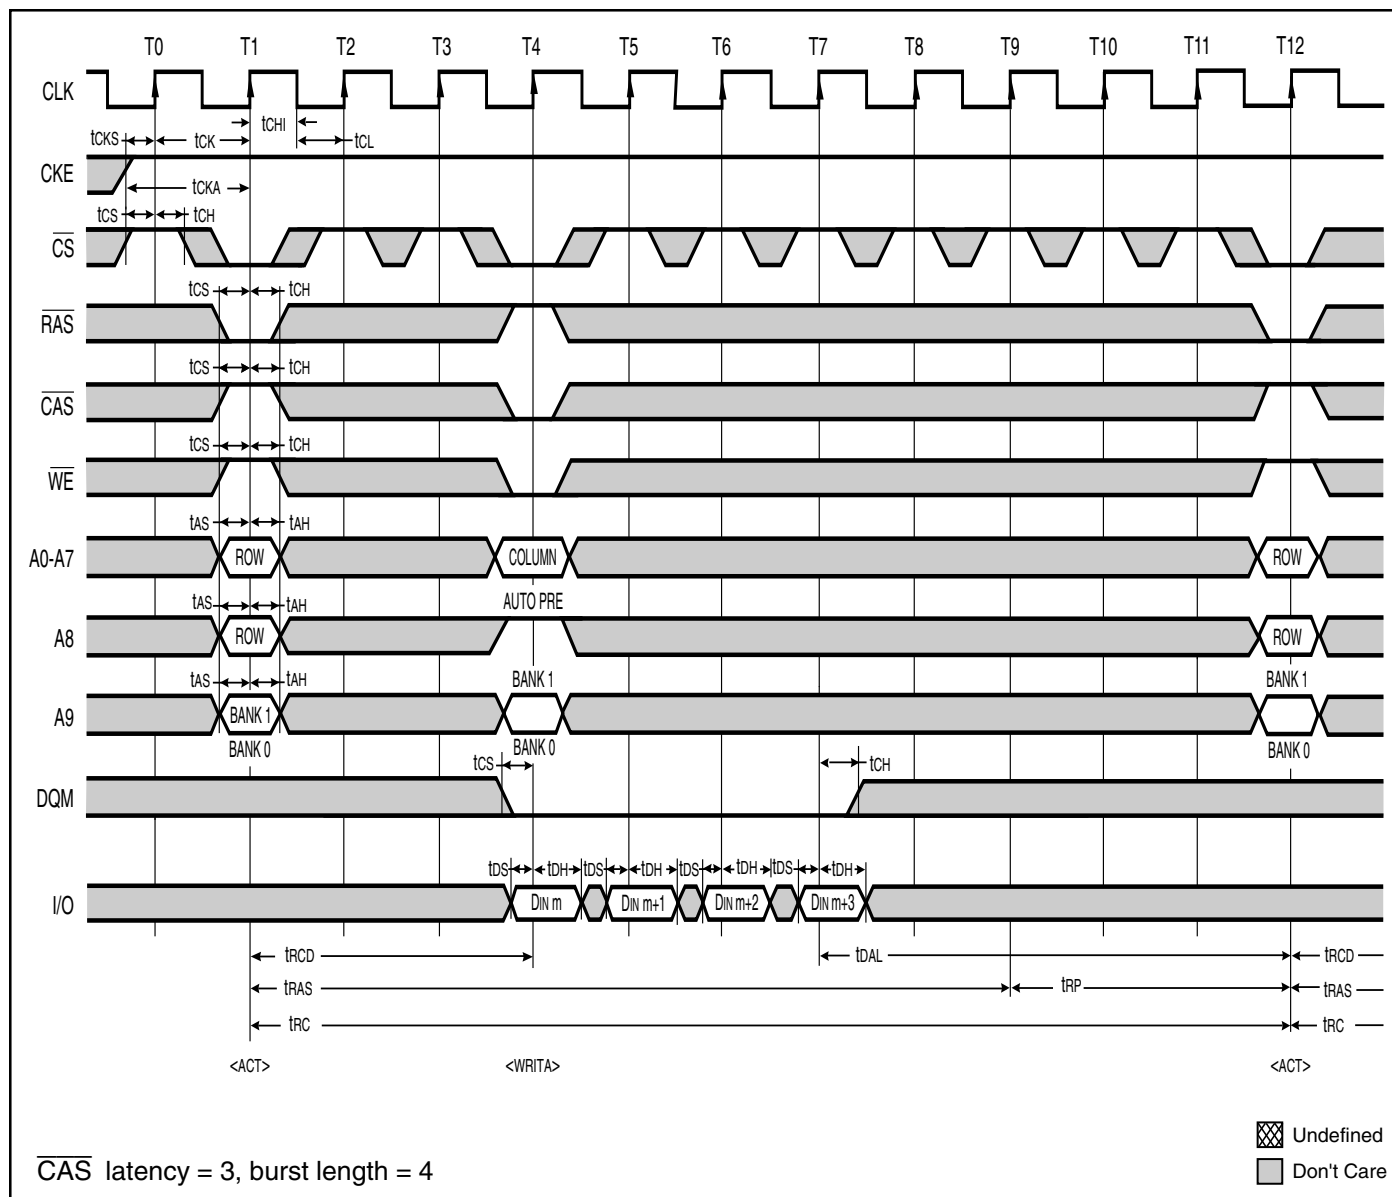 T0 T1 T2 T3 T4 T5 T6 T7 T8 T9 T10 T11 T12
CLK
tCHI
tCKS tCK tCL
CKE
tCKA
tCS tCH
CS
tCS tCH
RAS
tCS tCH
CAS
tCS tCH
WE
tAS tAH
A0-A7 ROW COLUMN ROW
tAS tAH AUTO PRE
A8 ROW ROW
tAS tAH BANK 1 BANK 1
A9 BANK 1
BANK 0 BANK 0 BANK 0
tCS tCH
DQM
tDS tDH tDS tDH tDS tDH tDS tDH
I/O DIN m DIN m+1 DIN m+2 DIN m+3
tRCD tDAL tRCD
tRAS tRP tRAS
tRC tRC
<ACT> <WRITA> <ACT>
Undefined
CAS latency = 3, burst length = 4
Don't Care